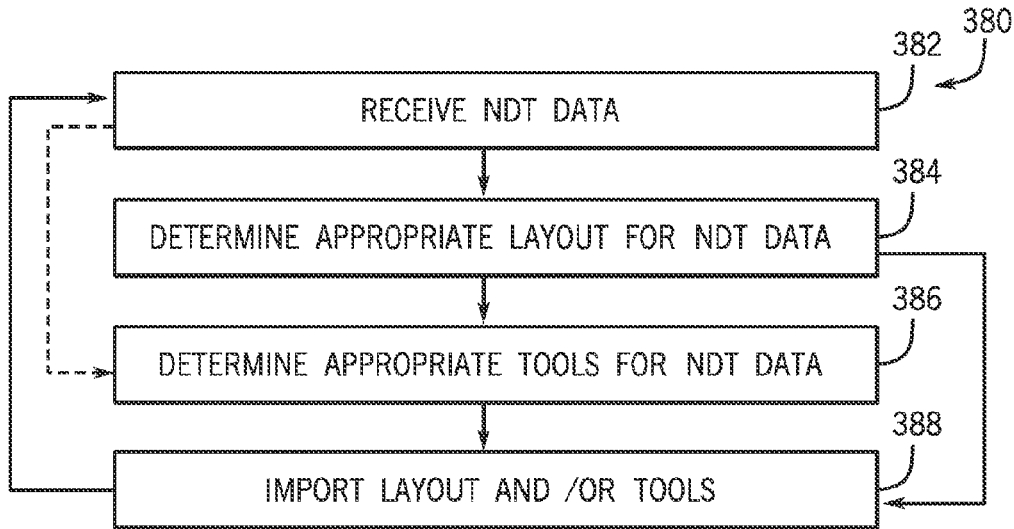 380
382
RECEIVE NDT DATA
384
DETERMINE APPROPRIATE LAYOUT FOR NDT DATA
386
DETERMINE APPROPRIATE TOOLS FOR NDT DATA
388
IMPORT LAYOUT AND /OR TOOLS